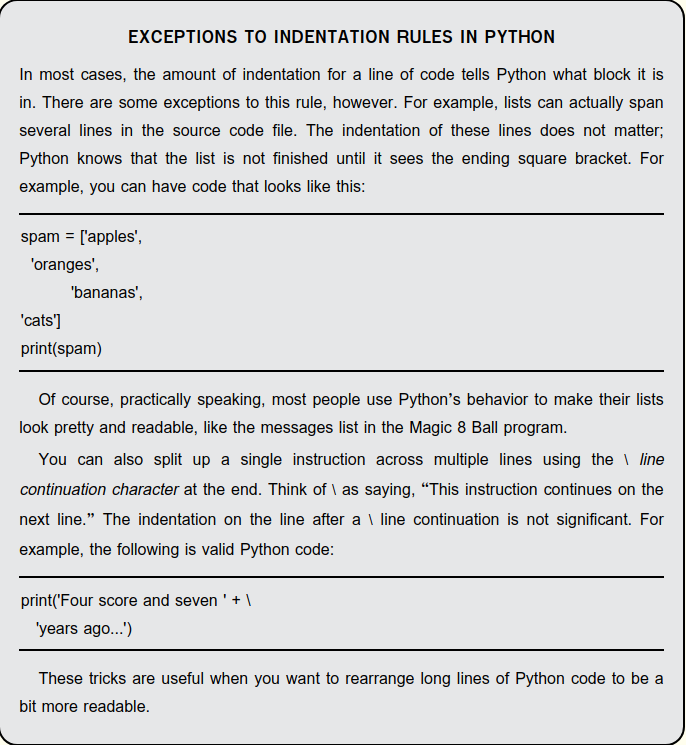 EXCEPTIONS TO INDENTATION RULES IN PYTHON
In most cases, the amount of indentation for a line of code tells Python what block it is
in. There are some exceptions to this rule, however. For example, lists can actually span
several lines in the source code file. The indentation of these lines does not matter;
Python knows that the list is not finished until it sees the ending square bracket. For
example, you can have code that looks like this:
spam = ['apples',
  'oranges',
          'bananas',
'cats']
print(spam)
Of course, practically speaking, most people use Python’s behavior to make their lists
look pretty and readable, like the messages list in the Magic 8 Ball program.
You can also split up a single instruction across multiple lines using the \ line
continuation character at the end. Think of \ as saying, “This instruction continues on the
next line.” The indentation on the line after a \ line continuation is not significant. For
example, the following is valid Python code:
print('Four score and seven ' + \
   'years ago...')
These tricks are useful when you want to rearrange long lines of Python code to be a
bit more readable.